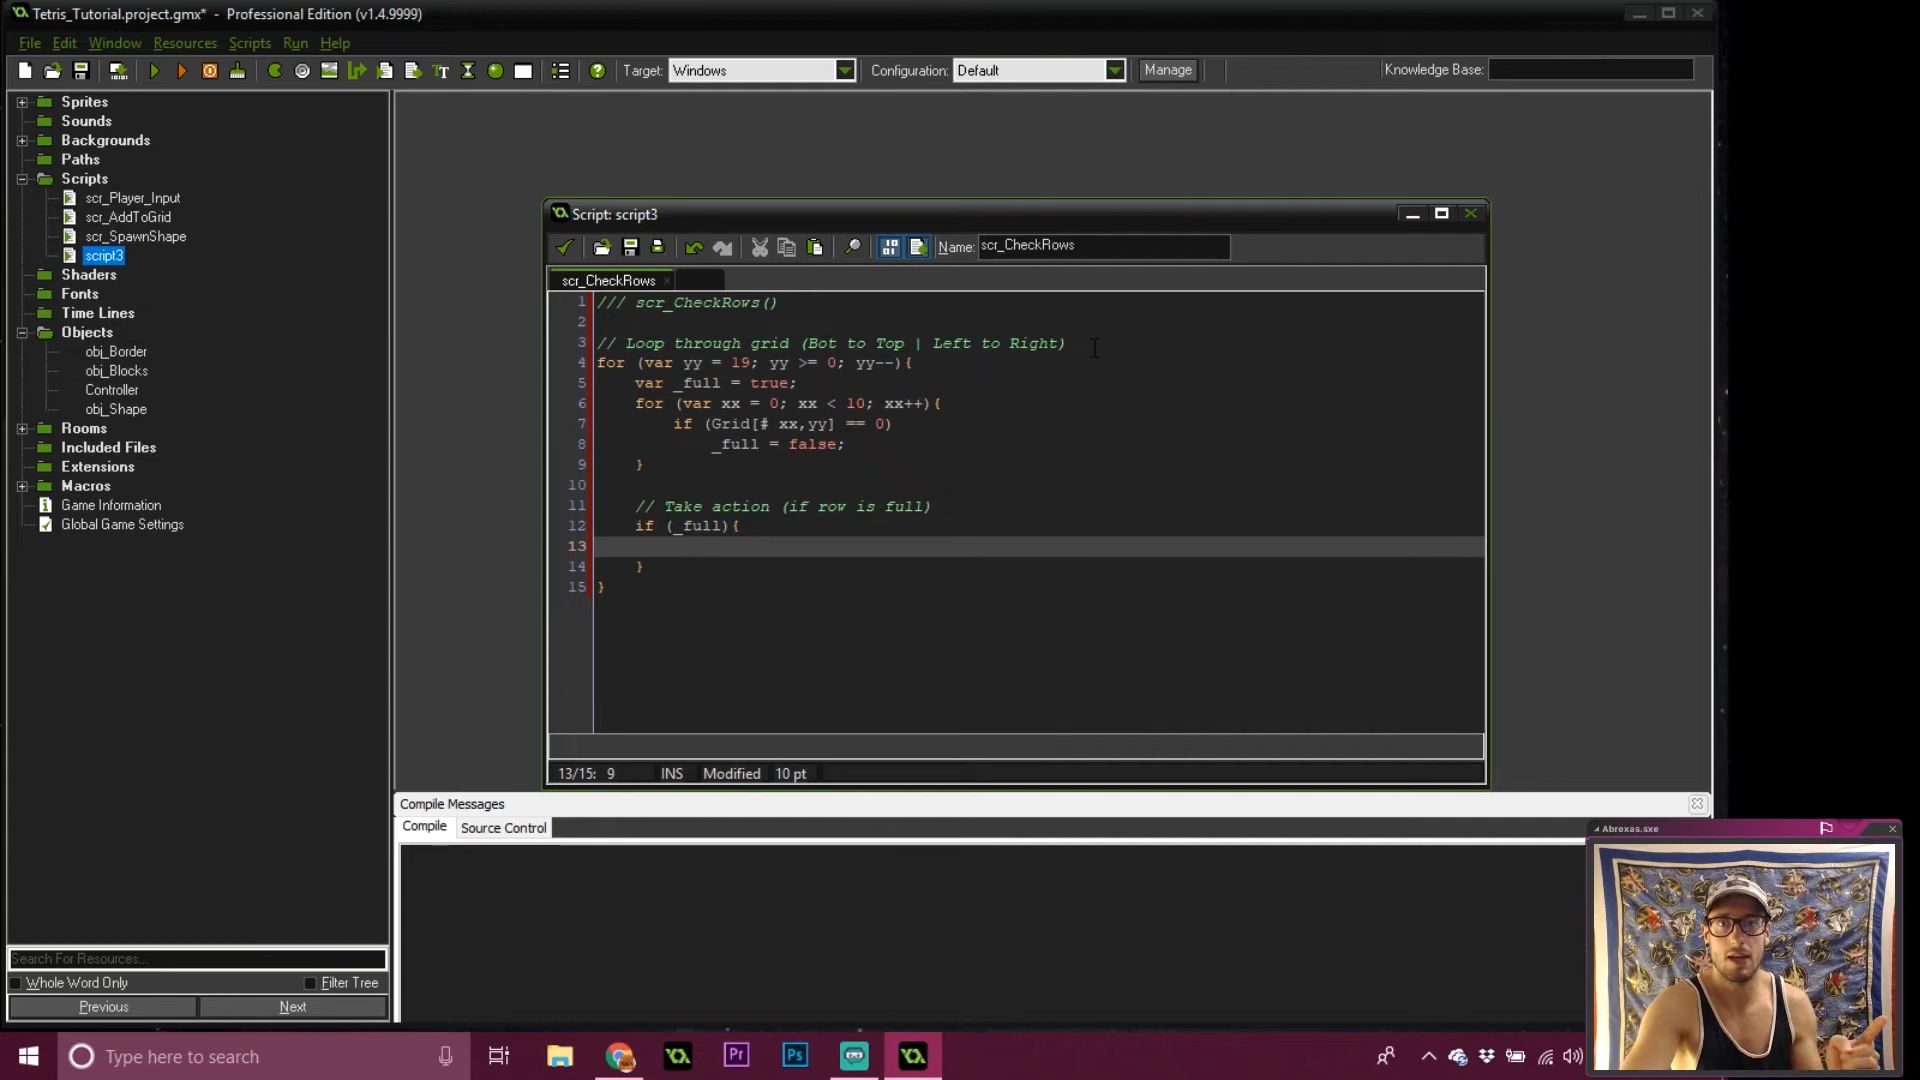 Tetris_Tutorial.project.gmx* - Professional Edition (v1.4.9999)
File Edit Window Resources Scripts Run Help
Target: Windows Configuration: Default Manage Knowledge Base:
Sprites
Sounds
Backgrounds
Paths
Scripts
scr_Player_Input
scr_AddToGrid
scr_SpawnShape
script3
Shaders
Fonts
Time Lines
Objects
obj_Border
obj_Blocks
Controller
obj_Shape
Rooms
Included Files
Extensions
Macros
Game Information
Global Game Settings
Search For Resources...
Whole Word Only Filter Tree
Previous Next
Script: script3
Name: scr_CheckRows
scr_CheckRows
1 /// scr_CheckRows()
2
3 // Loop through grid (Bot to Top | Left to Right)
4 for (var yy = 19; yy >= 0; yy--){
5 var _full = true;
6 for (var xx = 0; xx < 10; xx++){
7 if (Grid[# xx,yy] == 0)
8 _full = false;
9 }
10
11 // Take action (if row is full)
12 if (_full){
13
14 }
15 }
13/15: 9 INS Modified 10 pt
Compile Messages
Compile Source Control
Abrexas.sxe
Type here to search
Pr
Ps